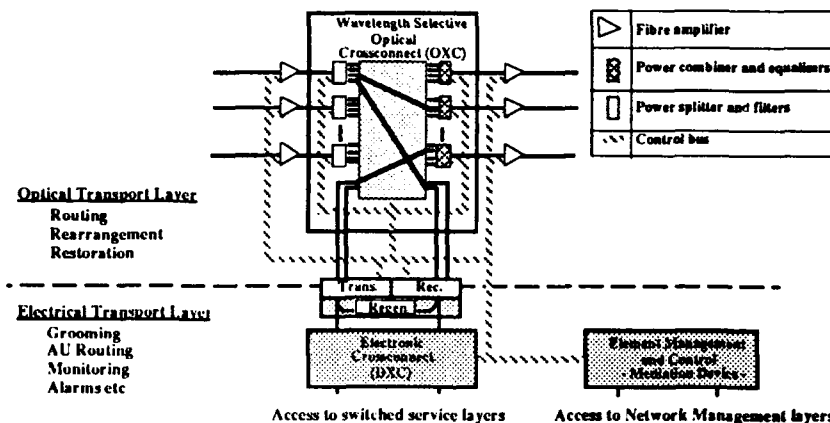 Wavelength Selective
Optical
Crossconnect (OXC)
Fibre amplifier
Power combiner and equalisers
Power splitter and filters
Control bus
Optical Transport Layer
Routing
Rearrangement
Restoration
Trans.
Rec.
Regen
Electrical Transport Layer
Grooming
AU Routing
Monitoring
Alarms etc
Electronic
Crossconnect
(DXC)
Element Management
and Control
- Mediation Device -
Access to switched service layers
Access to Network Management layers